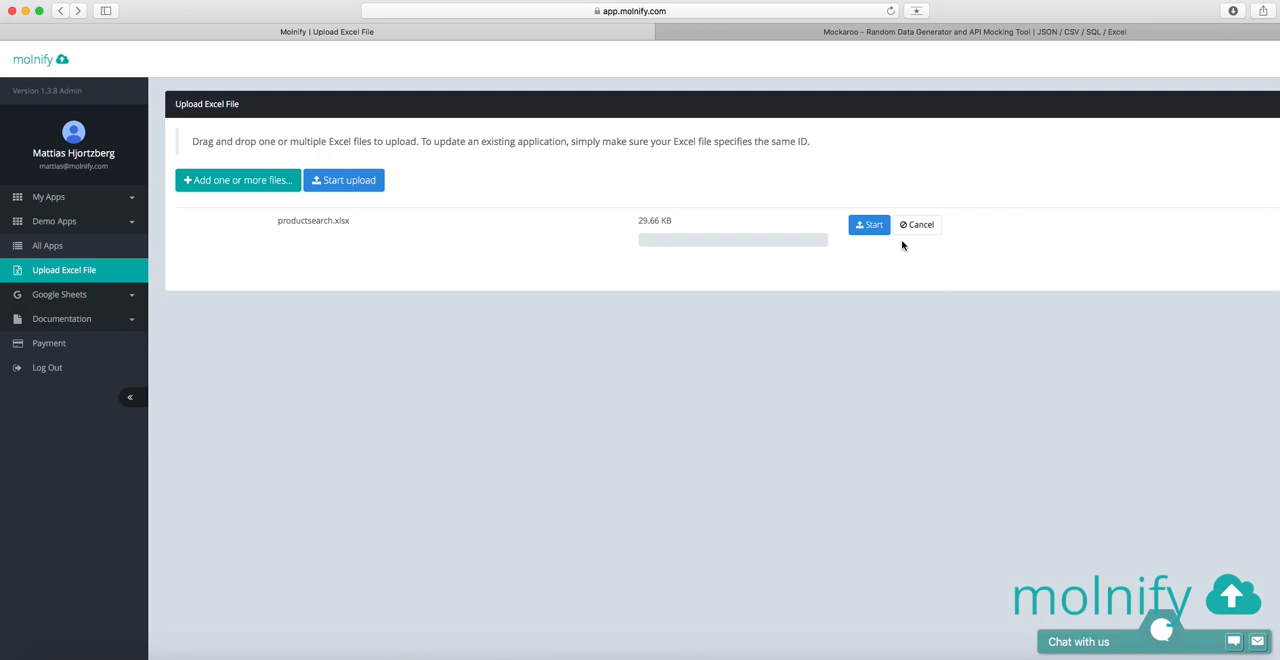 app.molnify.com
Molnify | Upload Excel File
Mockaroo - Random Data Generator and API Mocking Tool | JSON / CSV / SQL / Excel
molnify
Version 1.3.8 Admin
Mattias Hjortzberg
mattias@molnify.com
My Apps
Demo Apps
All Apps
Upload Excel File
Google Sheets
Documentation
Payment
Log Out
Upload Excel File
Drag and drop one or multiple Excel files to upload. To update an existing application, simply make sure your Excel file specifies the same ID.
+ Add one or more files... Start upload
productsearch.xlsx 29.66 KB Start Cancel
molnify
Chat with us